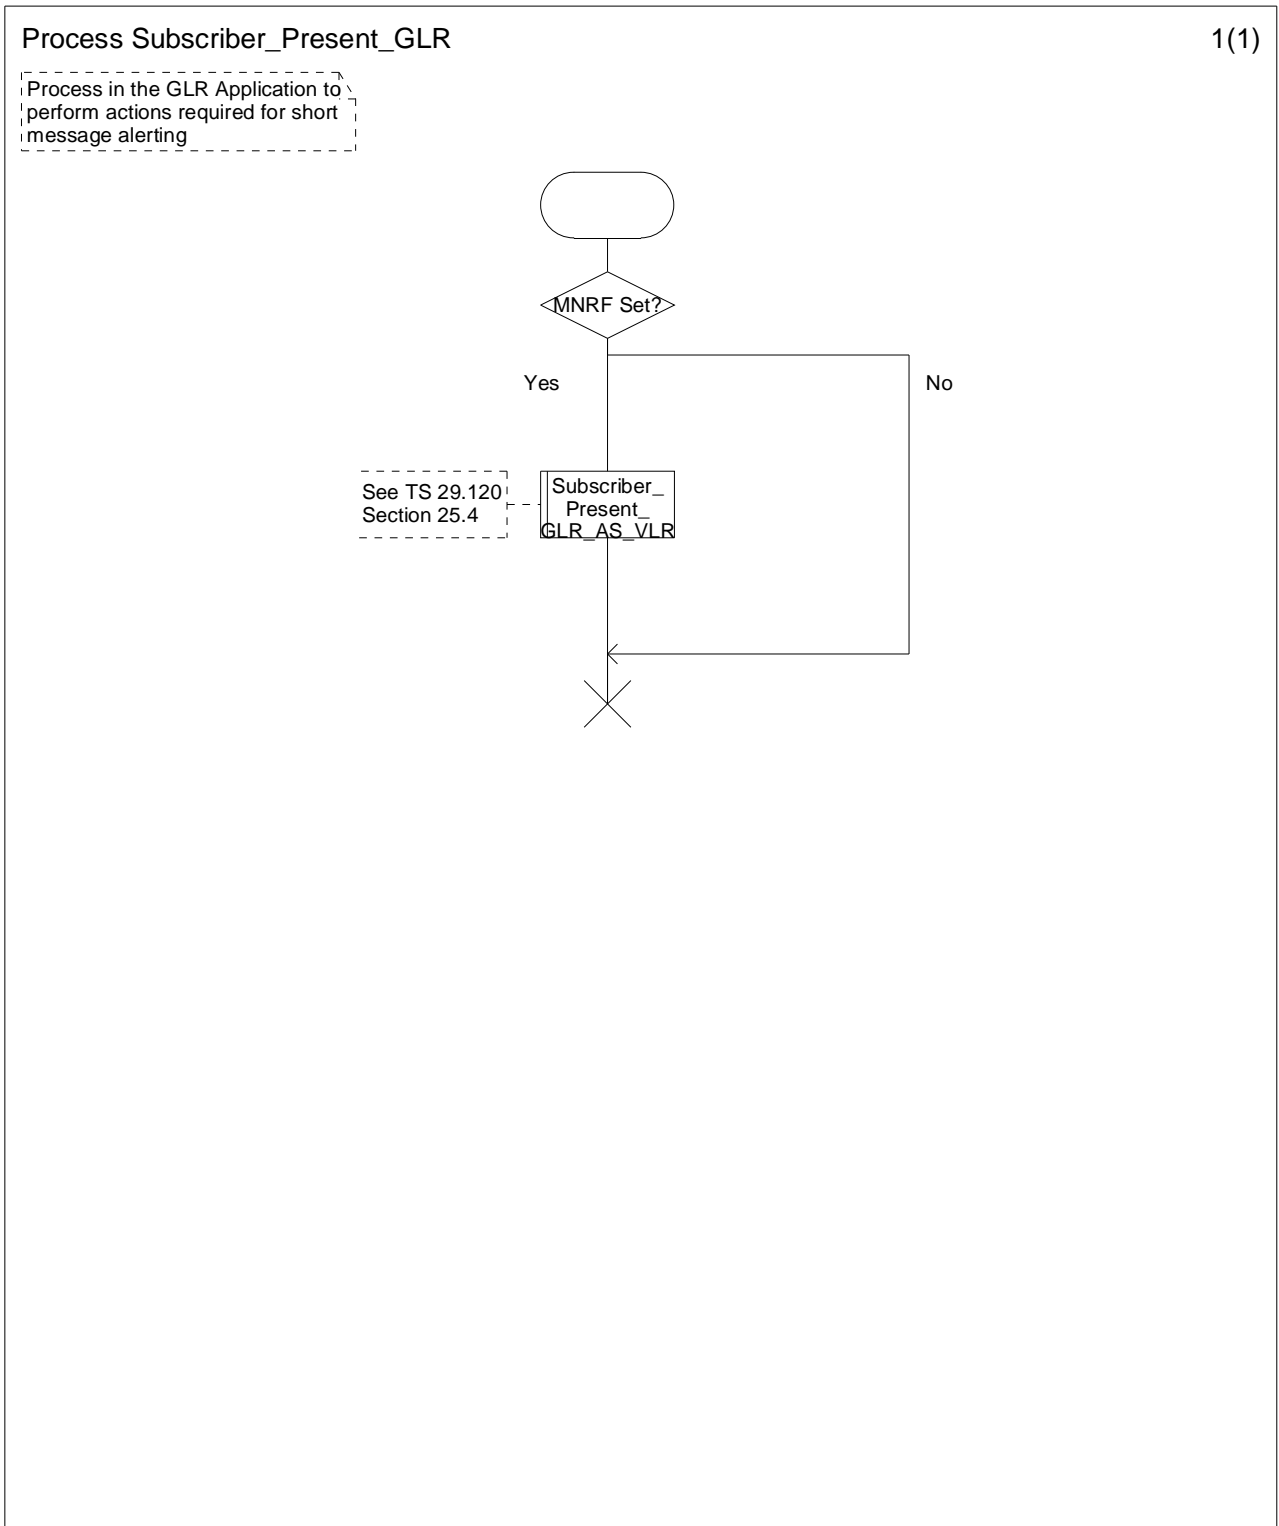 Process Subscriber_Present_GLR
1(1)
Process in the GLR Application to
perform actions required for short
message alerting
MNRF Set?
Yes
No
See TS 29.120
Section 25.4
Subscriber_
Present_
GLR_AS_VLR